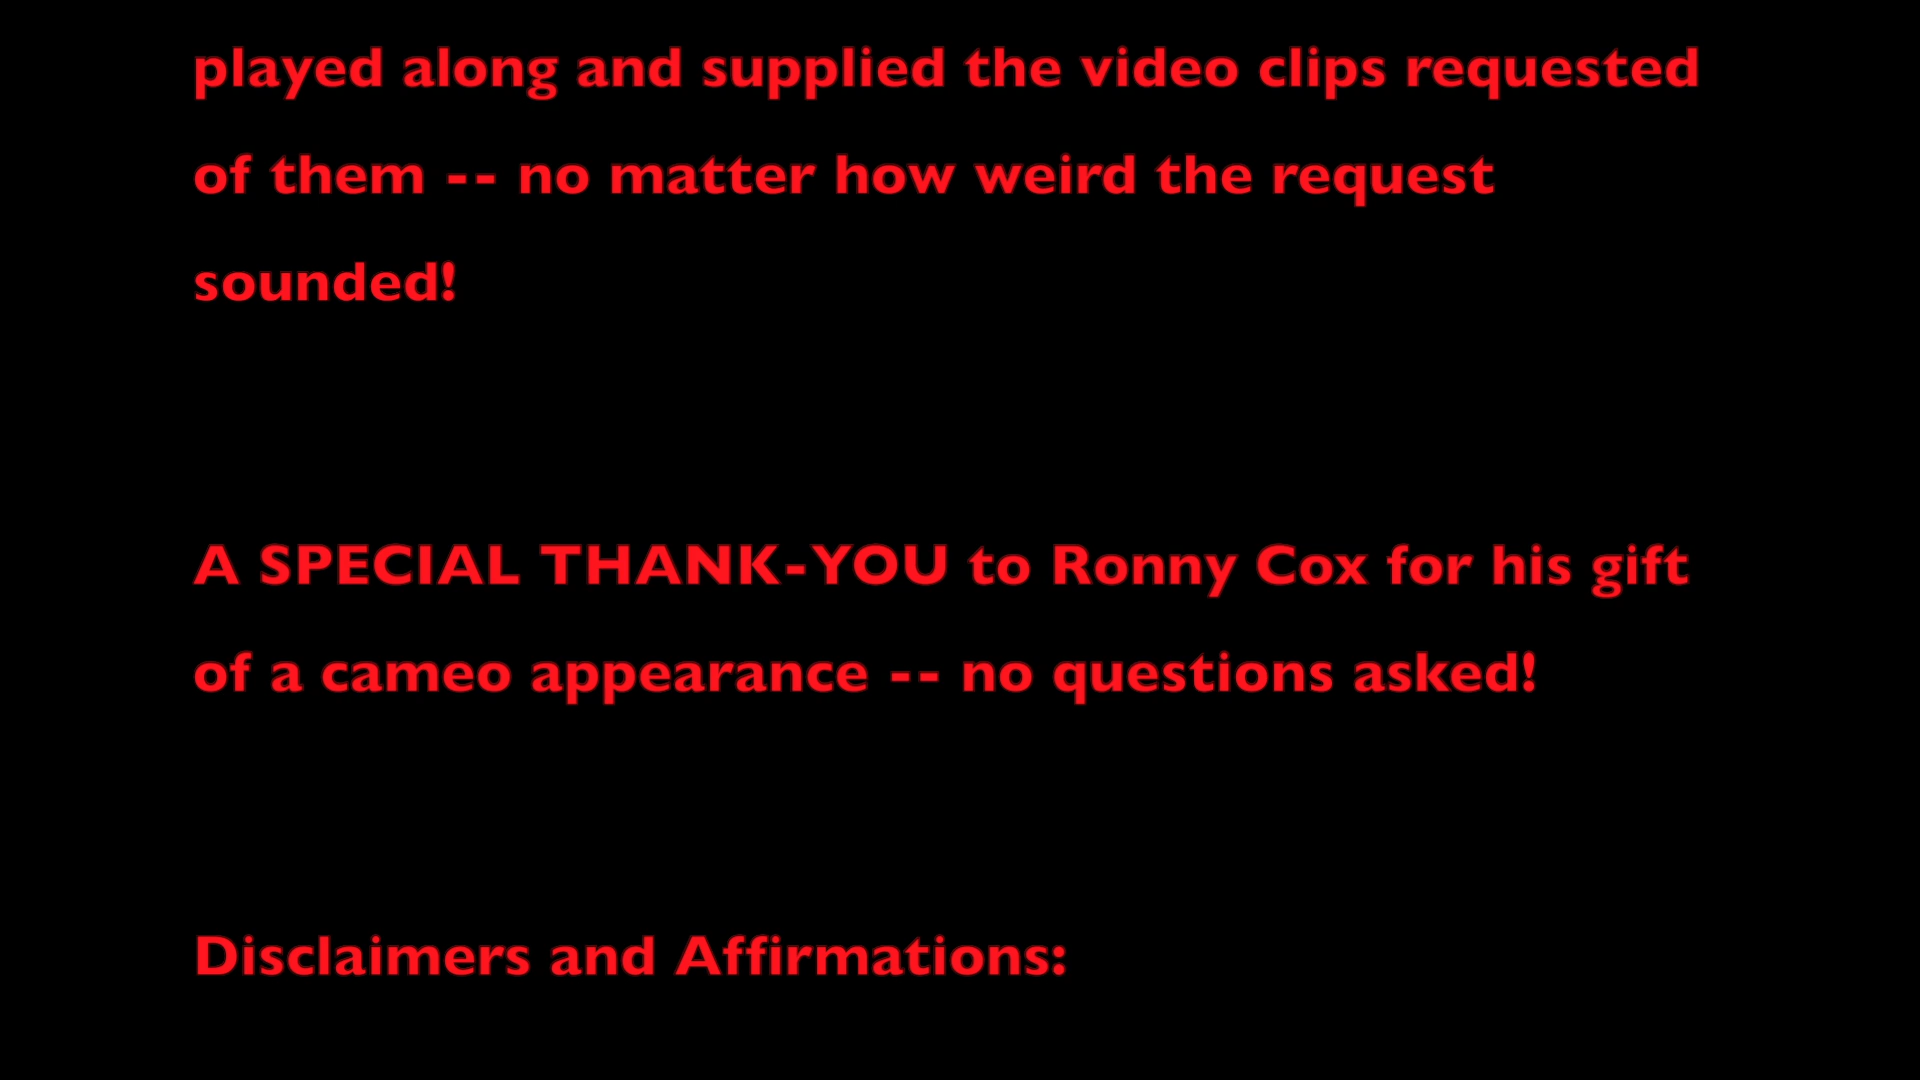 played along and supplied the video clips requested
of them -- no matter how weird the request
sounded!
A SPECIAL THANK-YOU to Ronny Cox for his gift
of a cameo appearance -- no questions asked!
Disclaimers and Affirmations: